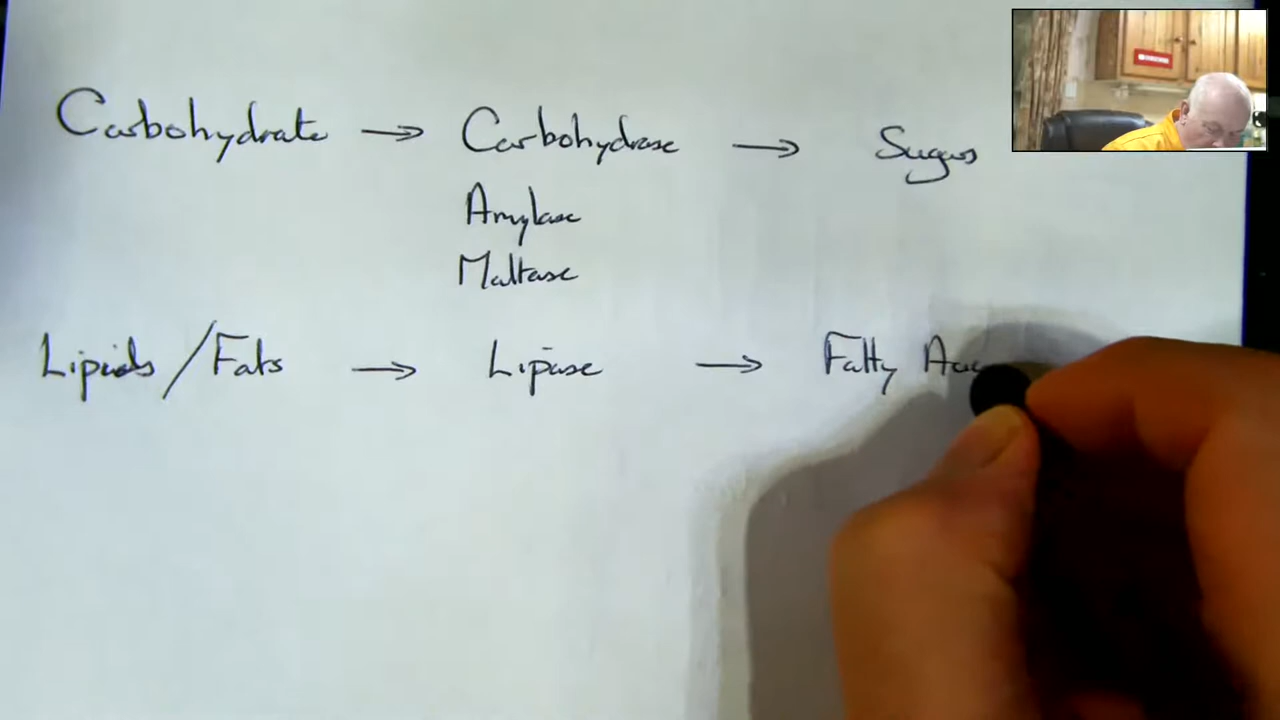 Carbohydrate → Carbohydrase → Sugars
Amylase
Maltase
Lipids / Fats → Lipase → Fatty